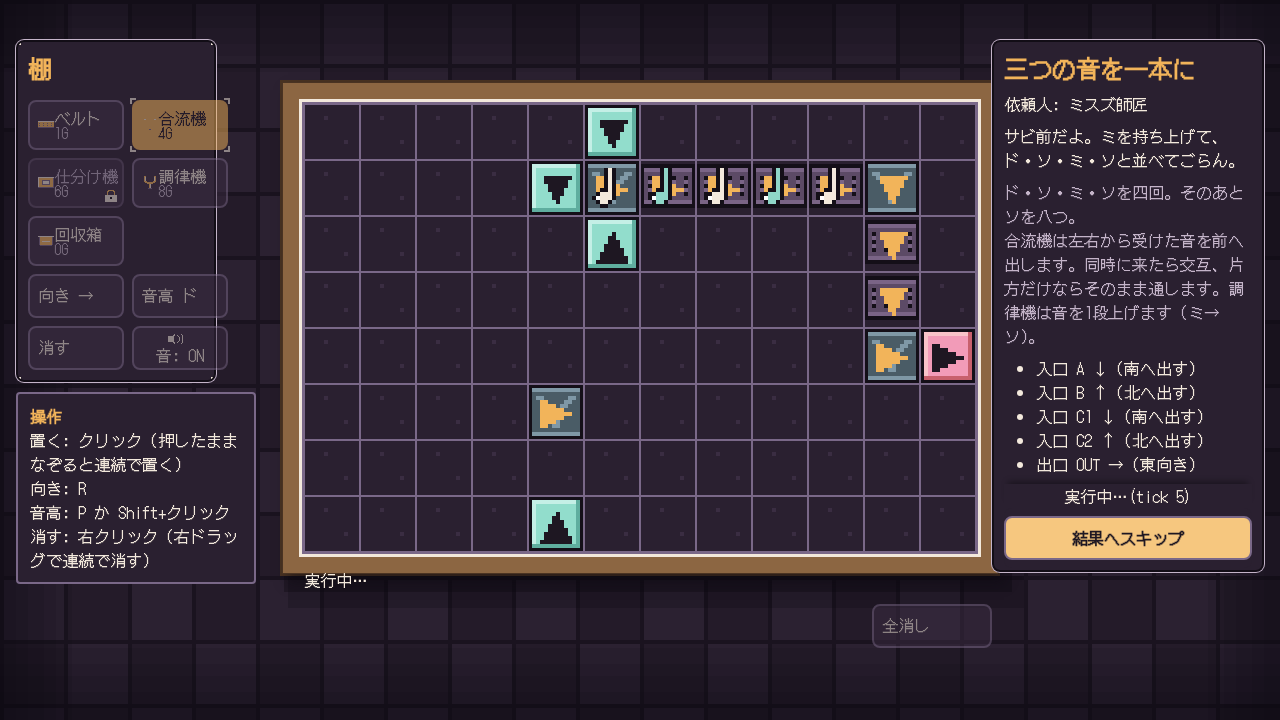 棚
ベルト
1G
合流機
4G
仕分け機
6G
調律機
8G
回収箱
0G
向き →
音高 ド
消す
音: ON
操作
置く: クリック (押したまま
なぞると連続で置く)
向き: R
音高: P か Shift+クリック
消す: 右クリック (右ドラッ
グで連続で消す)
実行中…
全消し
三つの音を一本に
依頼人: ミスズ師匠
サビ前だよ。ミを持ち上げて、
ド・ソ・ミ・ソと並べてごらん。
ド・ソ・ミ・ソを四回。そのあと
ソを八つ。
合流機は左右から受けた音を前へ
出します。同時に来たら交互、片
方だけならそのまま通します。調
律機は音を1段上げます (ミ→
ソ)。
• 入口 A ↓ (南へ出す)
• 入口 B ↑ (北へ出す)
• 入口 C1 ↓ (南へ出す)
• 入口 C2 ↑ (北へ出す)
• 出口 OUT → (東向き)
実行中…(tick 5)
結果へスキップ